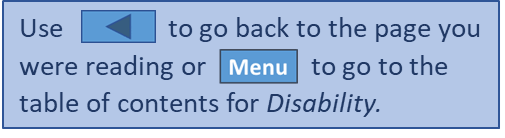 Use ◀ to go back to the page you
were reading or Menu to go to the
table of contents for Disability.